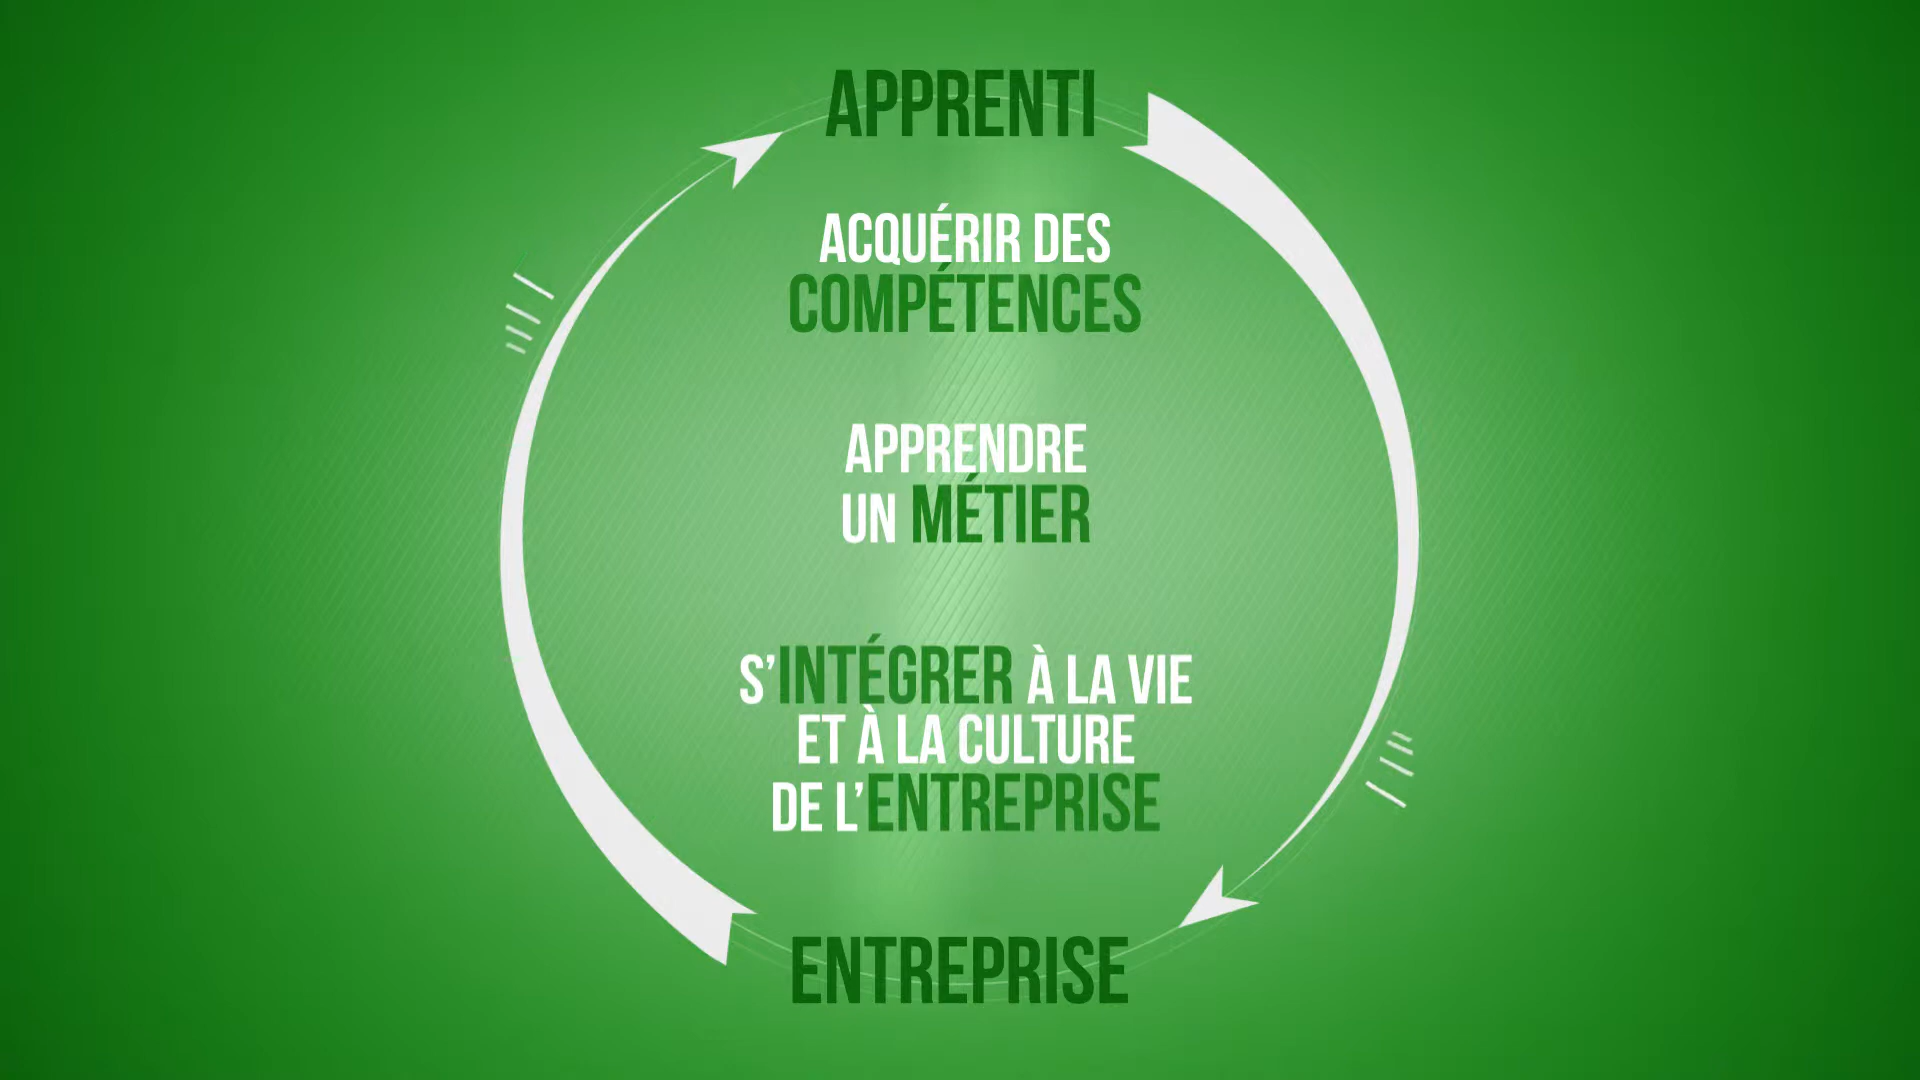 APPRENTI
ACQUÉRIR DES
COMPÉTENCES
APPRENDRE
UN MÉTIER
S’INTÉGRER À LA VIE
ET À LA CULTURE
DE L’ENTREPRISE
ENTREPRISE